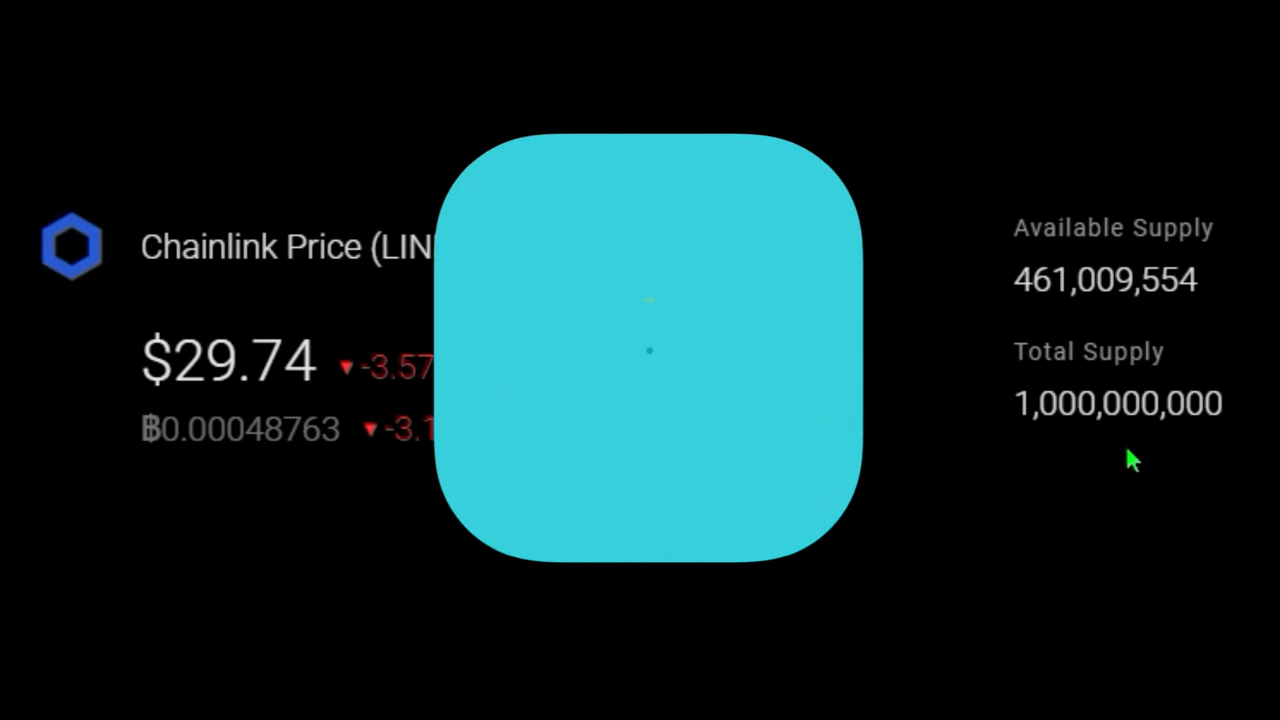 Chainlink Price (LIN
$29.74 ▼-3.57
฿0.00048763 ▼-3.1
Available Supply
461,009,554
Total Supply
1,000,000,000